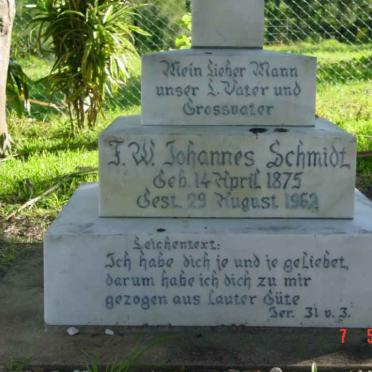 Mein Lieber Mann
unser L. Vater und
Grossvater
F. W. Johannes Schmidt
Geb. 14 April 1875
Gest. 29 August 1962
Leichentext:
Ich habe dich je und je geliebet,
darum habe ich dich zu mir
gezogen aus Lauter Güte
Jer. 31 v. 3.
7 5